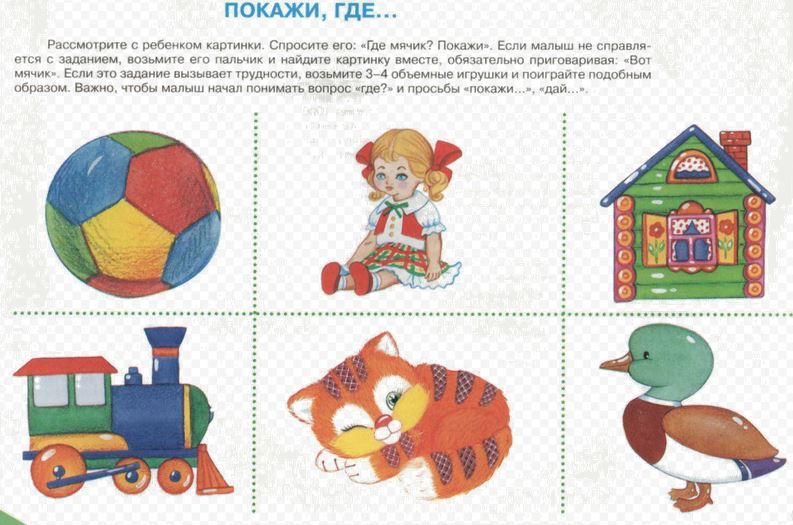 ПОКАЖИ, ГДЕ...
Рассмотрите с ребенком картинки. Спросите его: «Где мячик? Покажи». Если малыш не справля-
ется с заданием, возьмите его пальчик и найдите картинку вместе, обязательно приговаривая: «Вот
мячик». Если это задание вызывает трудности, возьмите 3–4 объемные игрушки и поиграйте подобным
образом. Важно, чтобы малыш начал понимать вопрос «где?» и просьбы «покажи...», «дай...».